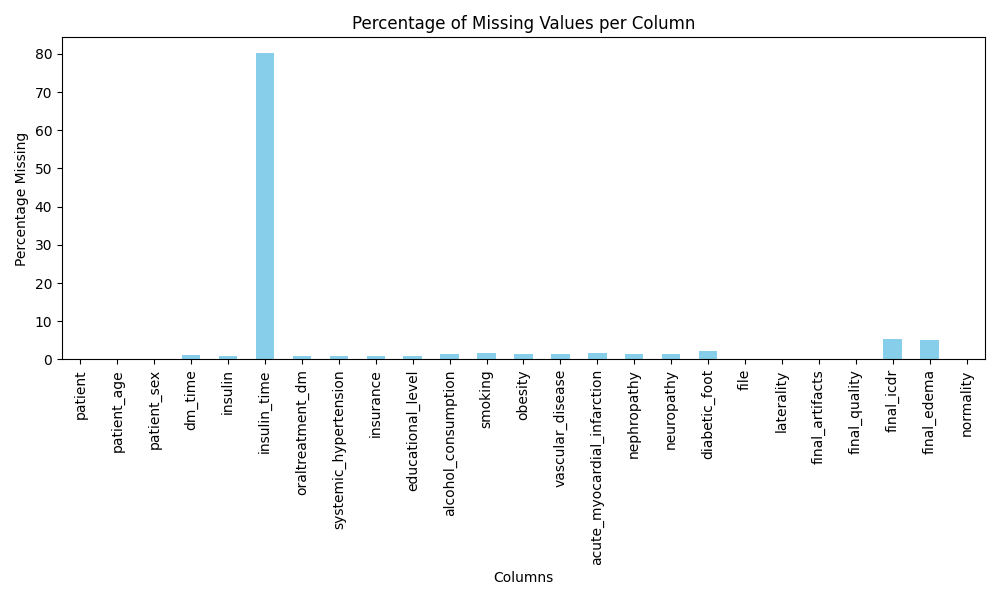 Percentage of Missing Values per Column
Percentage Missing
80
70
60
50
40
30
20
10
0
patient
patient_age
patient_sex
dm_time
insulin
insulin_time
oraltreatment_dm
systemic_hypertension
insurance
educational_level
alcohol_consumption
smoking
obesity
vascular_disease
acute_myocardial_infarction
nephropathy
neuropathy
diabetic_foot
file
laterality
final_artifacts
final_quality
final_icdr
final_edema
normality
Columns